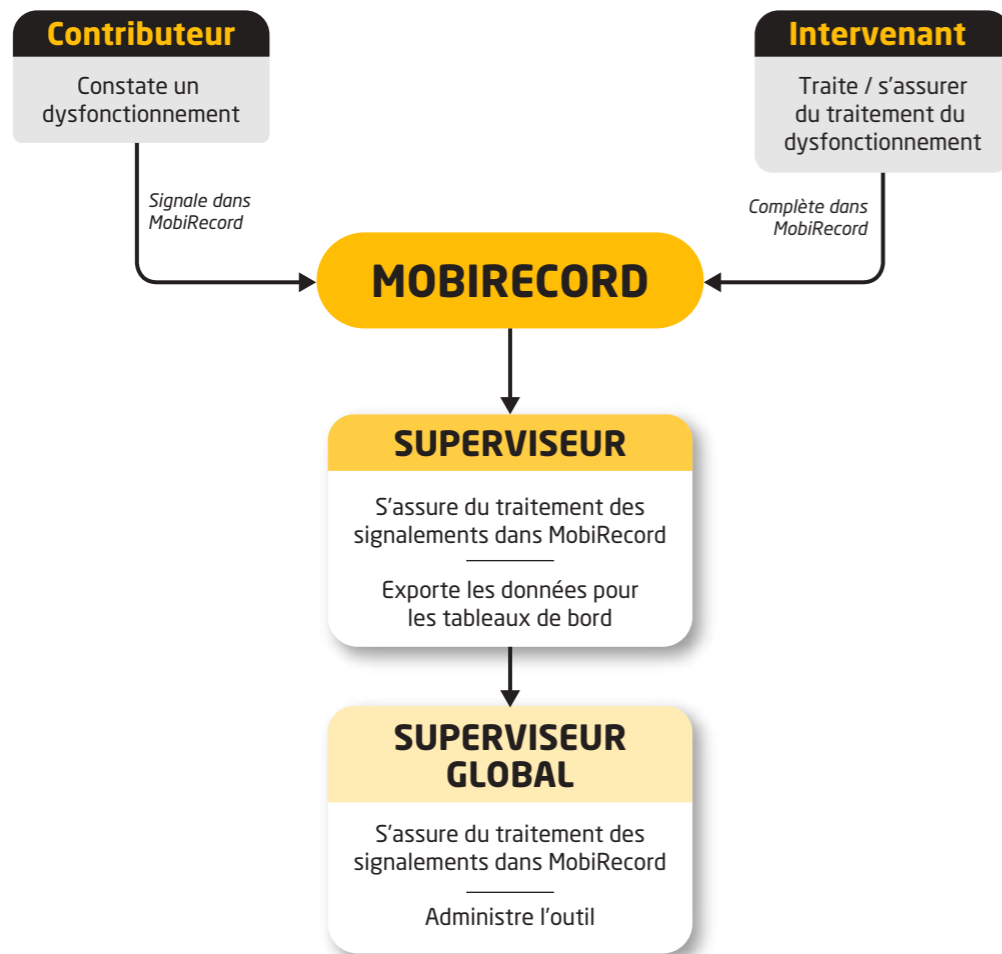 Contributeur
Constate un
dysfonctionnement
Intervenant
Traite / s'assurer
du traitement du
dysfonctionnement
Signale dans
MobiRecord
Complète dans
MobiRecord
MOBIRECORD
SUPERVISEUR
S'assure du traitement des
signalements dans MobiRecord
Exporte les données pour
les tableaux de bord
SUPERVISEUR
GLOBAL
S'assure du traitement des
signalements dans MobiRecord
Administre l'outil